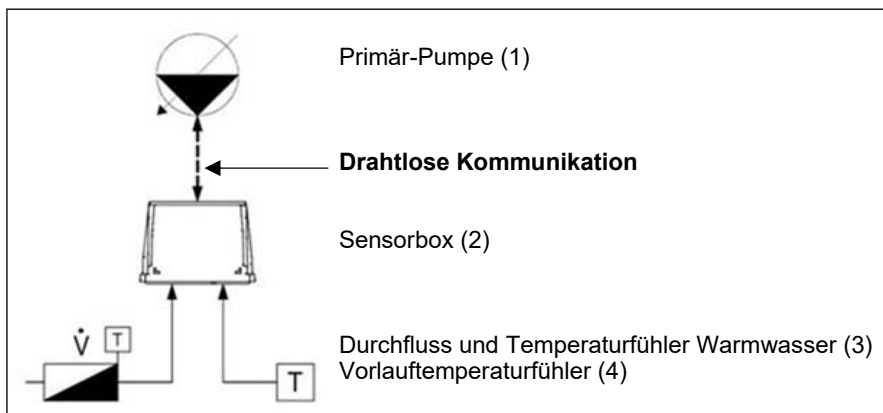 Primär-Pumpe (1)
Drahtlose Kommunikation
Sensorbox (2)
V̇ T
Durchfluss und Temperaturfühler Warmwasser (3)
T Vorlauftemperaturfühler (4)